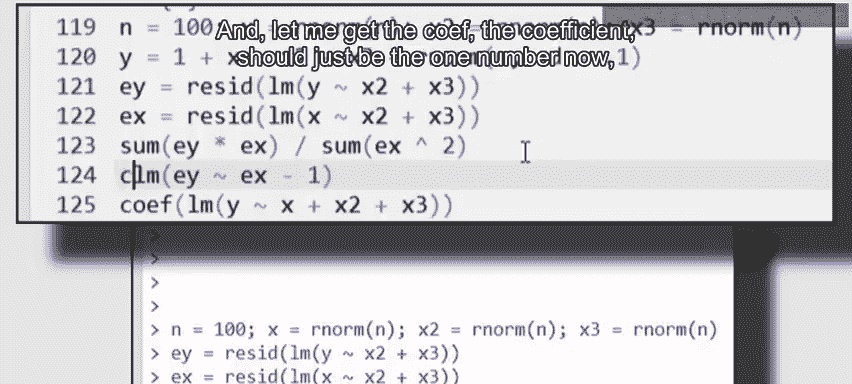 And, let me get the coef, the coefficient,
should just be the one number now,
119 n = 100; = rnorm(n)
120 y = 1 + 1)
121 ey = resid(lm(y ~ x2 + x3))
122 ex = resid(lm(x ~ x2 + x3))
123 sum(ey * ex) / sum(ex ^ 2)
124 clm(ey ~ ex - 1)
125 coef(lm(y ~ x + x2 + x3))
>
>
>
>
> n = 100; x = rnorm(n); x2 = rnorm(n); x3 = rnorm(n)
> ey = resid(lm(y ~ x2 + x3))
> ex = resid(lm(x ~ x2 + x3))